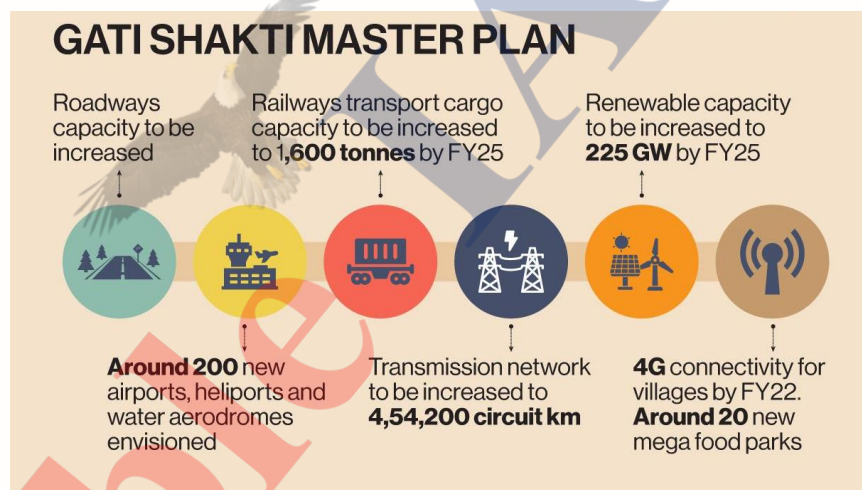 GATI SHAKTI MASTER PLAN
Roadways
capacity to be
increased
Railways transport cargo
capacity to be increased
to 1,600 tonnes by FY25
Renewable capacity
to be increased to
225 GW by FY25
Around 200 new
airports, heliports and
water aerodromes
envisioned
Transmission network
to be increased to
4,54,200 circuit km
4G connectivity for
villages by FY22.
Around 20 new
mega food parks